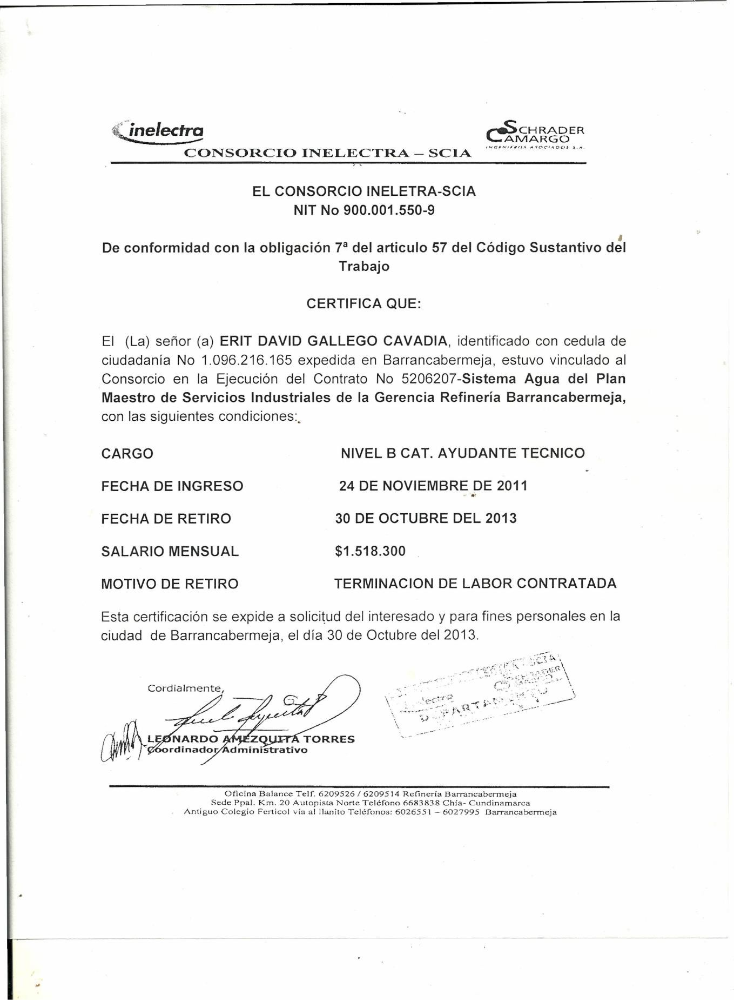 inelectra
SCHRADER
CAMARGO
INGENIEROS ASOCIADOS S.A.
CONSORCIO INELECTRA – SCIA
EL CONSORCIO INELETRA-SCIA
NIT No 900.001.550-9
De conformidad con la obligación 7ª del articulo 57 del Código Sustantivo del
Trabajo
CERTIFICA QUE:
El (La) señor (a) ERIT DAVID GALLEGO CAVADIA, identificado con cedula de
ciudadanía No 1.096.216.165 expedida en Barrancabermeja, estuvo vinculado al
Consorcio en la Ejecución del Contrato No 5206207-Sistema Agua del Plan
Maestro de Servicios Industriales de la Gerencia Refinería Barrancabermeja,
con las siguientes condiciones:
CARGO NIVEL B CAT. AYUDANTE TECNICO
FECHA DE INGRESO 24 DE NOVIEMBRE DE 2011
FECHA DE RETIRO 30 DE OCTUBRE DEL 2013
SALARIO MENSUAL $1.518.300
MOTIVO DE RETIRO TERMINACION DE LABOR CONTRATADA
Esta certificación se expide a solicitud del interesado y para fines personales en la
ciudad de Barrancabermeja, el día 30 de Octubre del 2013.
SCIA
SCHRADER
DEPARTAMENTO
Cordialmente,
LEONARDO AMEZQUITA TORRES
Coordinador Administrativo
Oficina Balance Telf. 6209526 / 6209514 Refinería Barrancabermeja
Sede Ppal. Km. 20 Autopista Norte Teléfono 6683838 Chía- Cundinamarca
Antiguo Colegio Ferticol vía al llanito Teléfonos: 6026551 – 6027995 Barrancabermeja